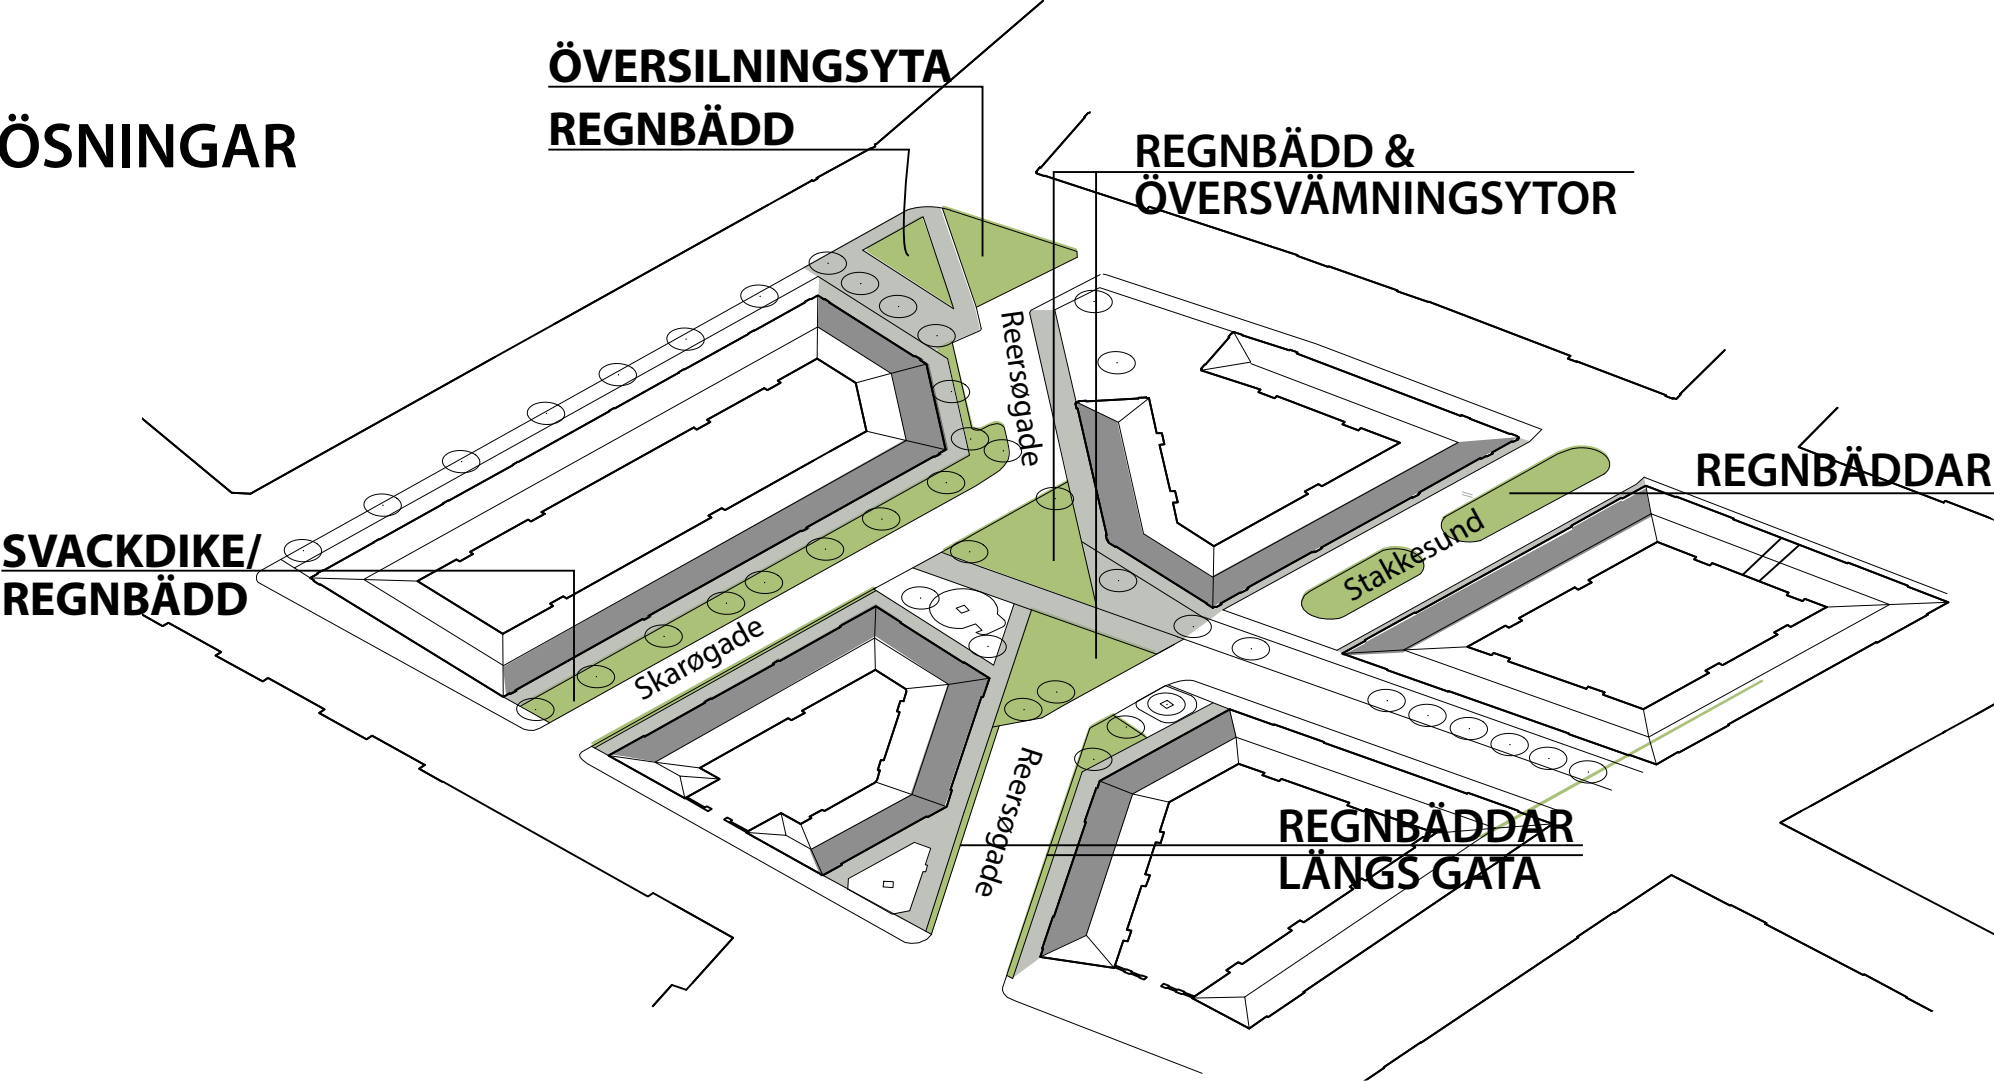 ÖVERSILNINGSYTA
REGNBÄDD
ÖSNINGAR
REGNBÄDD &
ÖVERSVÄMNINGSYTOR
Reersøgade
REGNBÄDDAR
Stakkesund
SVACKDIKE/
REGNBÄDD
Skarøgade
Reersøgade
REGNBÄDDAR
LÄNGS GATA